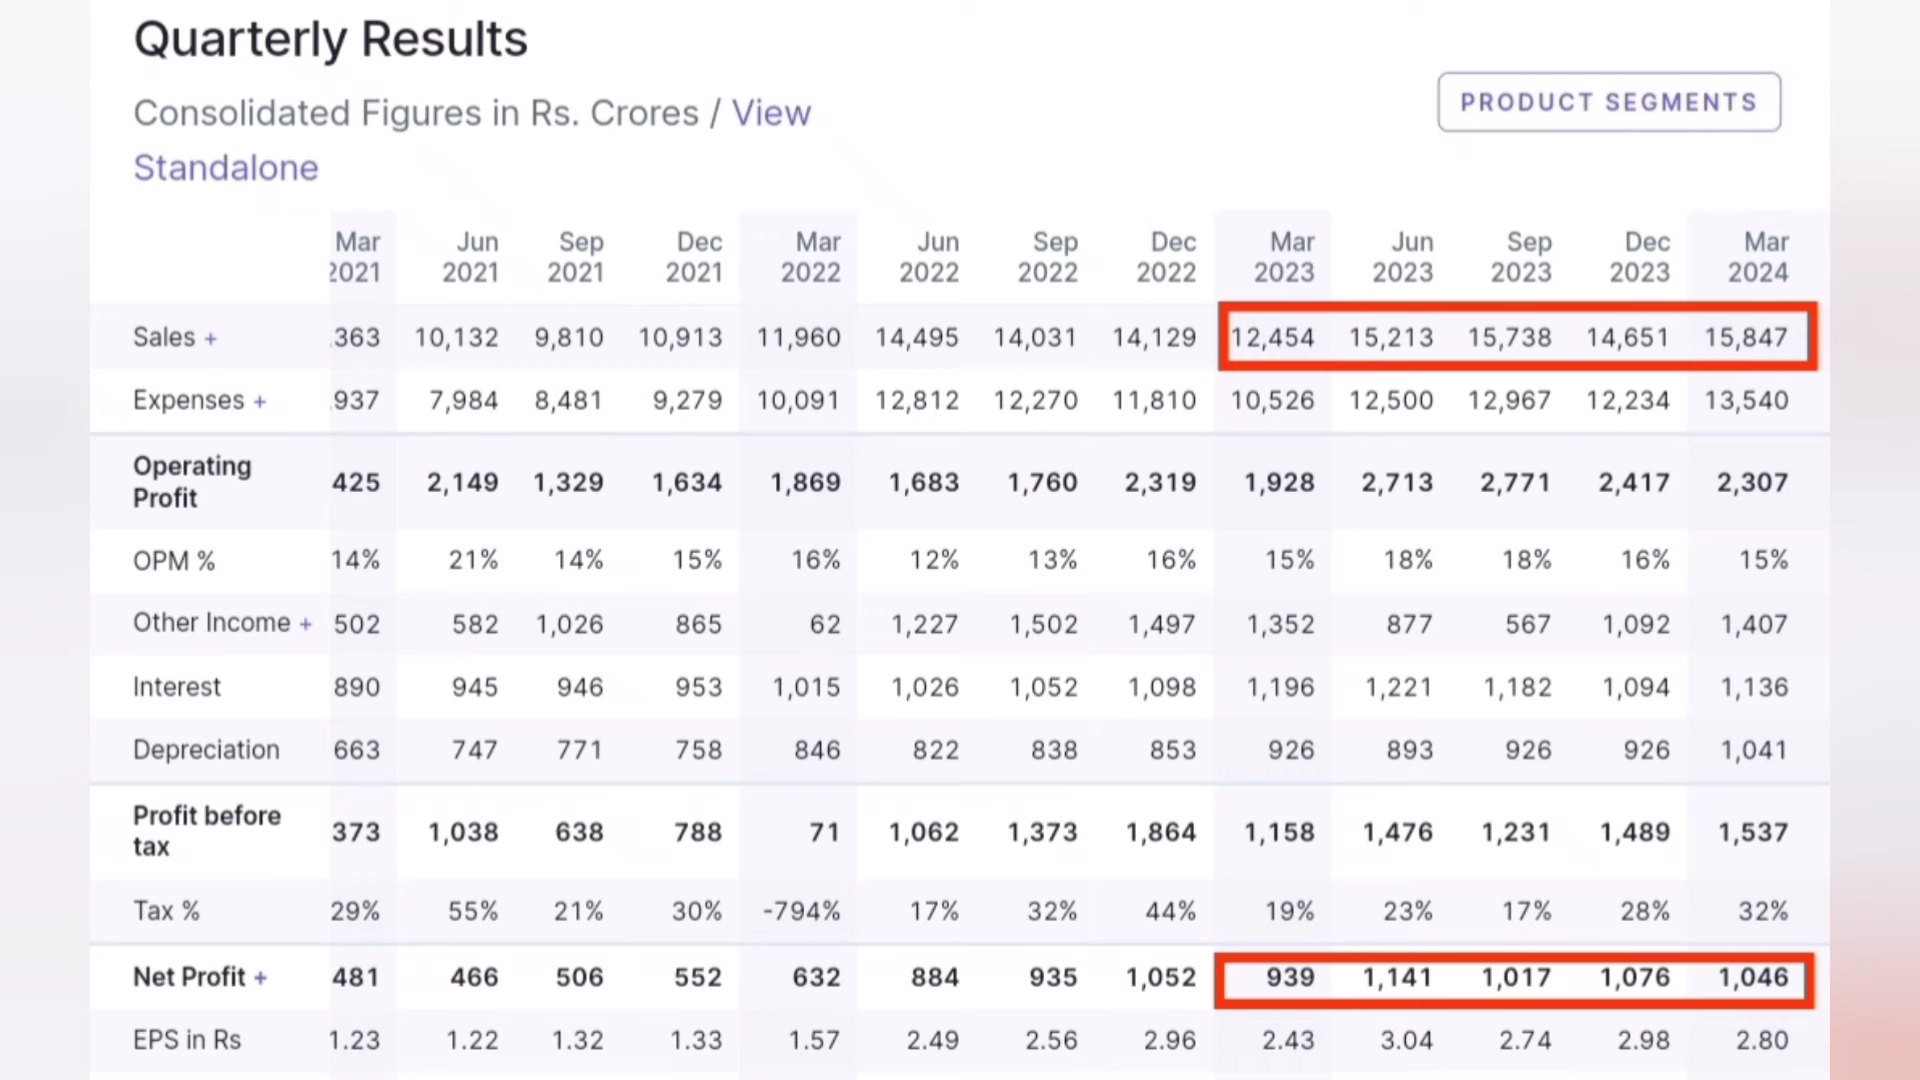 Quarterly Results
Consolidated Figures in Rs. Crores / View
Standalone
PRODUCT SEGMENTS
Mar 2021 Jun 2021 Sep 2021 Dec 2021 Mar 2022 Jun 2022 Sep 2022 Dec 2022 Mar 2023 Jun 2023 Sep 2023 Dec 2023 Mar 2024
Sales + ,363 10,132 9,810 10,913 11,960 14,495 14,031 14,129 12,454 15,213 15,738 14,651 15,847
Expenses + ,937 7,984 8,481 9,279 10,091 12,812 12,270 11,810 10,526 12,500 12,967 12,234 13,540
Operating Profit 425 2,149 1,329 1,634 1,869 1,683 1,760 2,319 1,928 2,713 2,771 2,417 2,307
OPM % 14% 21% 14% 15% 16% 12% 13% 16% 15% 18% 18% 16% 15%
Other Income + 502 582 1,026 865 62 1,227 1,502 1,497 1,352 877 567 1,092 1,407
Interest 890 945 946 953 1,015 1,026 1,052 1,098 1,196 1,221 1,182 1,094 1,136
Depreciation 663 747 771 758 846 822 838 853 926 893 926 926 1,041
Profit before tax 373 1,038 638 788 71 1,062 1,373 1,864 1,158 1,476 1,231 1,489 1,537
Tax % 29% 55% 21% 30% -794% 17% 32% 44% 19% 23% 17% 28% 32%
Net Profit + 481 466 506 552 632 884 935 1,052 939 1,141 1,017 1,076 1,046
EPS in Rs 1.23 1.22 1.32 1.33 1.57 2.49 2.56 2.96 2.43 3.04 2.74 2.98 2.80